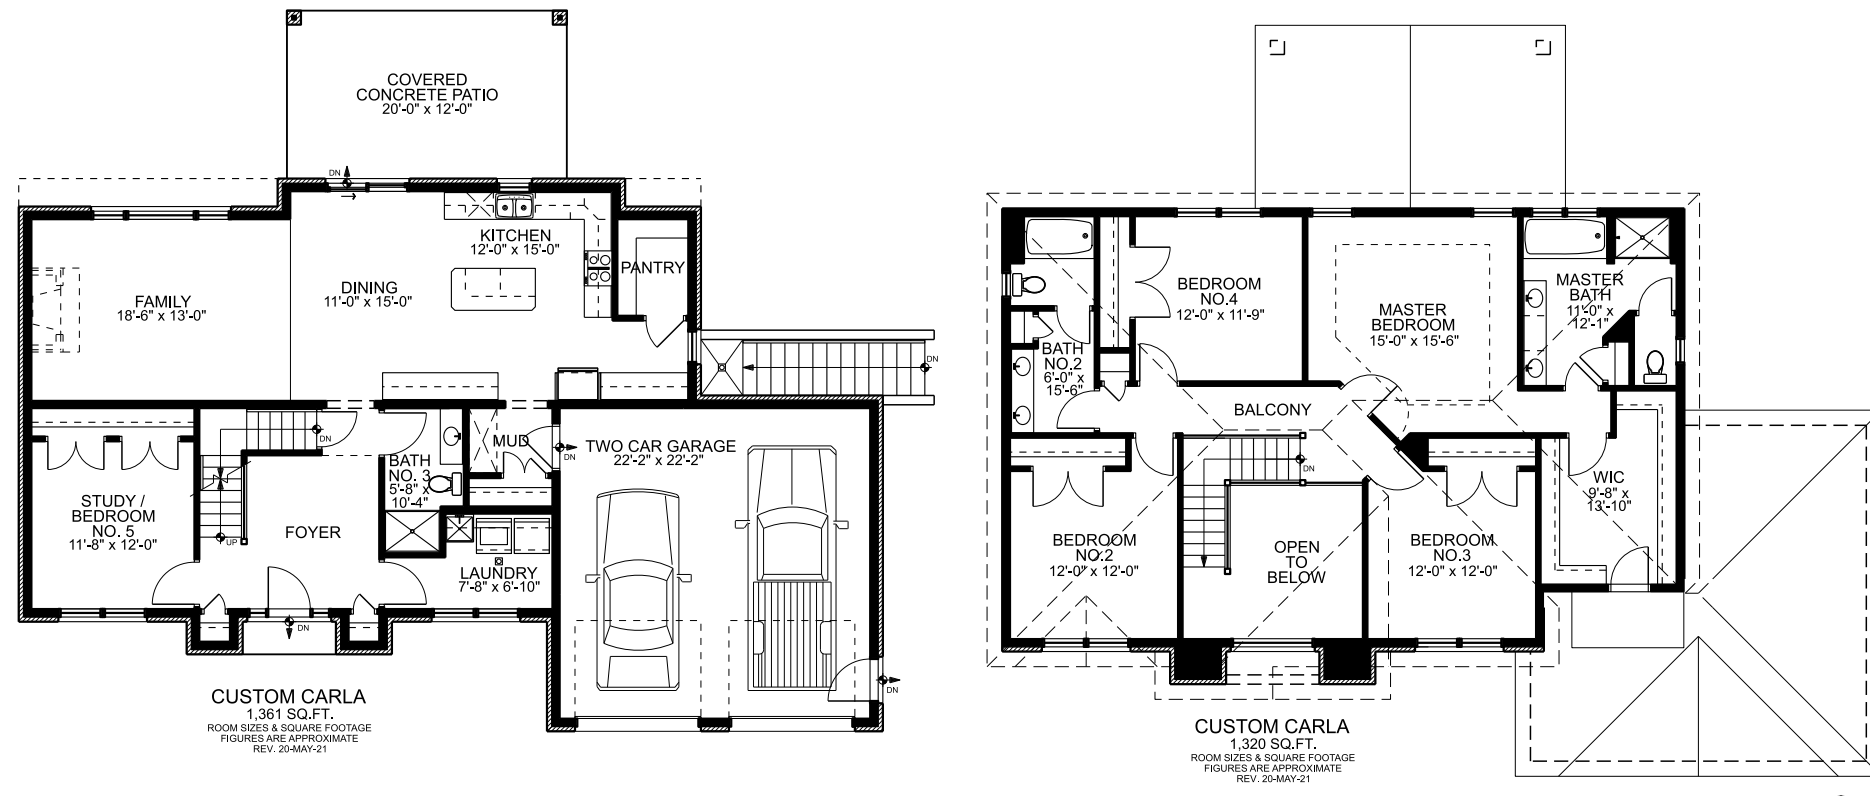 COVERED
CONCRETE PATIO
20'-0" x 12'-0"
DN
KITCHEN
12'-0" x 15'-0"
PANTRY
DINING
11'-0" x 15'-0"
FAMILY
18'-6" x 13'-0"
DN
DN
MUD
DN
TWO CAR GARAGE
22'-2" x 22'-2"
BATH
NO. 3
5'-8" x
10'-4"
STUDY /
BEDROOM
NO. 5
11'-8" x 12'-0"
FOYER
UP
LAUNDRY
7'-8" x 6'-10"
DN
DN
CUSTOM CARLA
1,361 SQ.FT.
ROOM SIZES & SQUARE FOOTAGE
FIGURES ARE APPROXIMATE
REV. 20-MAY-21
BEDROOM
NO.4
12'-0" x 11'-9"
MASTER
BEDROOM
15'-0" x 15'-6"
MASTER
BATH
11'-0" x
12'-1"
BATH
NO.2
6'-0" x
15'-6"
BALCONY
DN
WIC
9'-8" x
13'-10"
BEDROOM
NO.2
12'-0" x 12'-0"
OPEN
TO
BELOW
BEDROOM
NO.3
12'-0" x 12'-0"
CUSTOM CARLA
1,320 SQ.FT.
ROOM SIZES & SQUARE FOOTAGE
FIGURES ARE APPROXIMATE
REV. 20-MAY-21